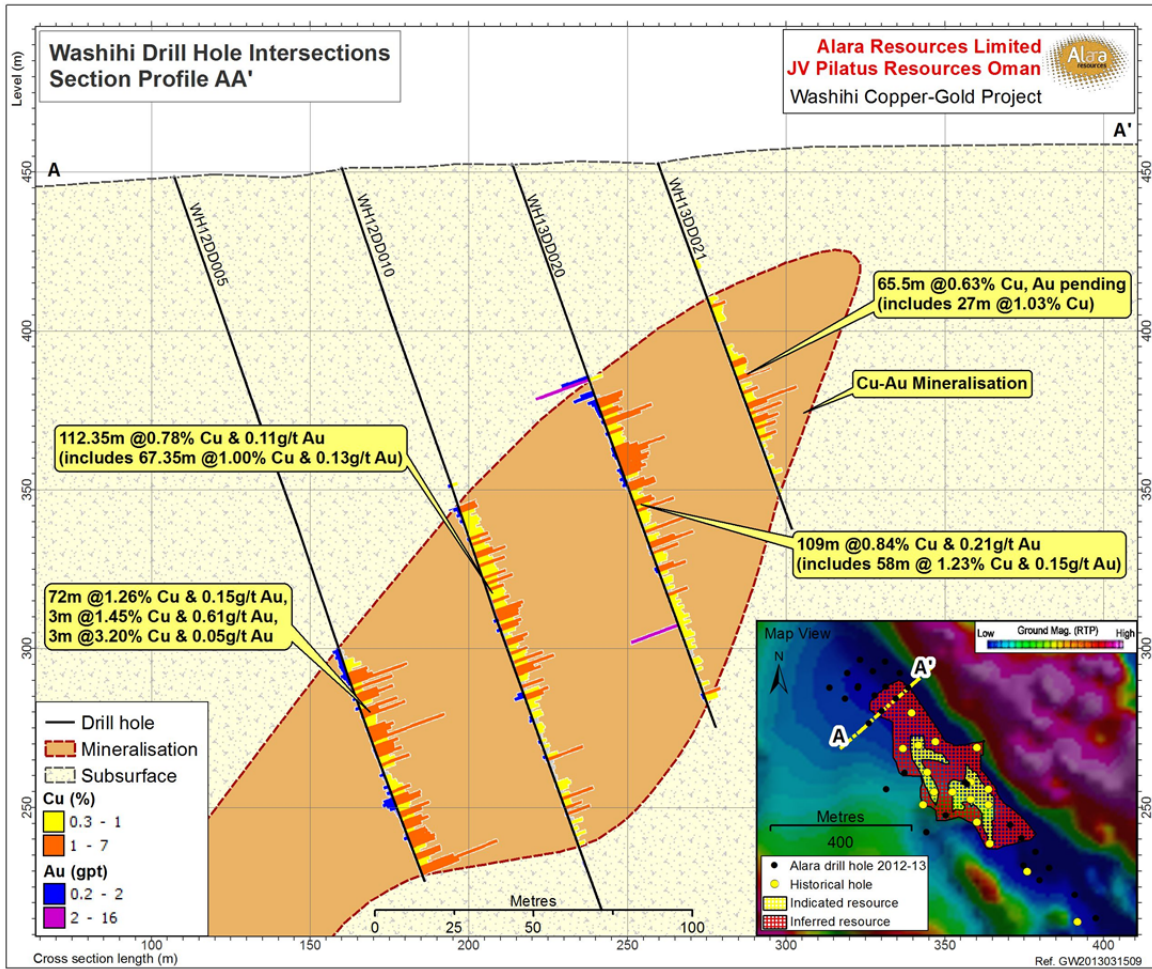 Washihi Drill Hole Intersections
Section Profile AA'
Alara Resources Limited
JV Pilatus Resources Oman
Washihi Copper-Gold Project
Alara
resources
Level (m)
A
A'
450
400
350
300
250
450
400
350
300
250
WH12DD005
WH12DD010
WH13DD020
WH13DD021
65.5m @0.63% Cu, Au pending
(includes 27m @1.03% Cu)
Cu-Au Mineralisation
112.35m @0.78% Cu & 0.11g/t Au
(includes 67.35m @1.00% Cu & 0.13g/t Au)
109m @0.84% Cu & 0.21g/t Au
(includes 58m @ 1.23% Cu & 0.15g/t Au)
72m @1.26% Cu & 0.15g/t Au,
3m @1.45% Cu & 0.61g/t Au,
3m @3.20% Cu & 0.05g/t Au
Drill hole
Mineralisation
Subsurface
Cu (%)
0.3 - 1
1 - 7
Au (gpt)
0.2 - 2
2 - 16
Metres
0 25 50 100
Map View
N
Low Ground Mag. (RTP) High
A
A'
Metres
400
Alara drill hole 2012-13
Historical hole
Indicated resource
Inferred resource
100 150 200 250 300 350 400
Cross section length (m)
Ref. GW2013031509